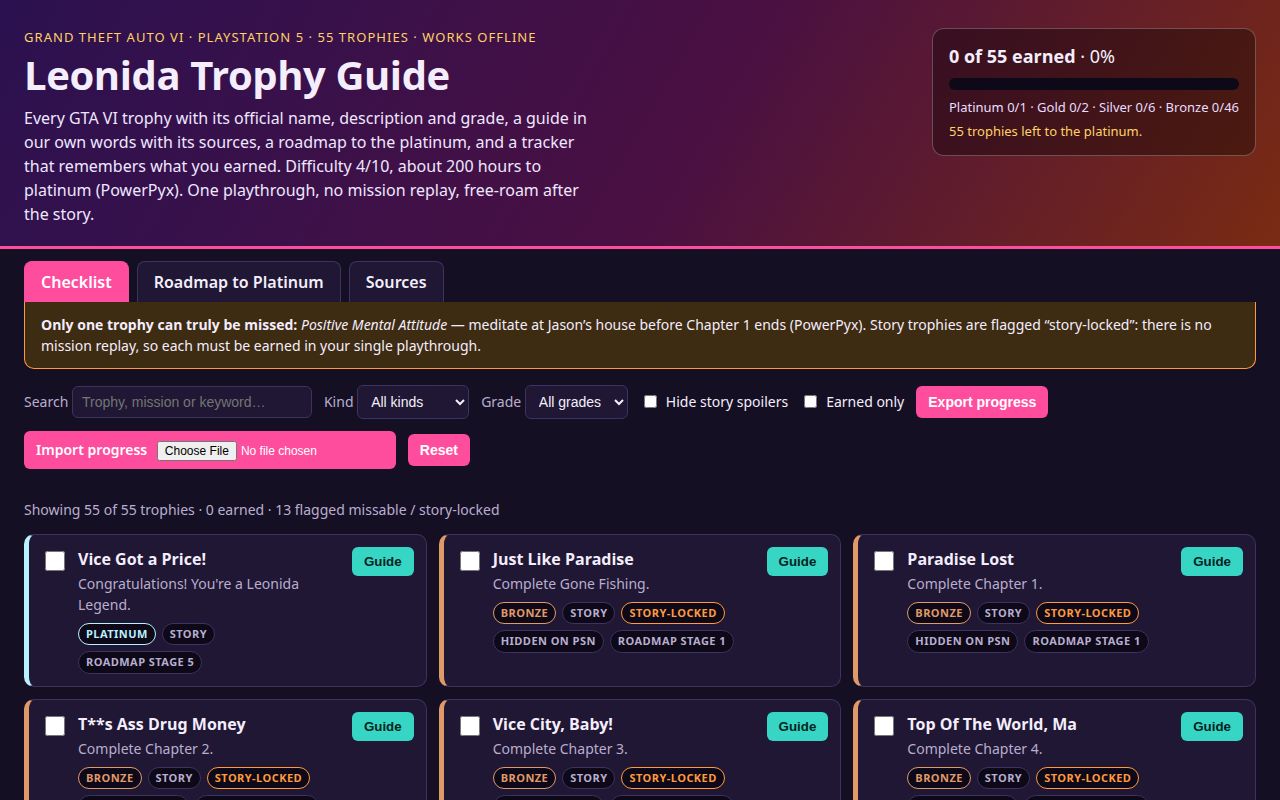 GRAND THEFT AUTO VI · PLAYSTATION 5 · 55 TROPHIES · WORKS OFFLINE
Leonida Trophy Guide
Every GTA VI trophy with its official name, description and grade, a guide in
our own words with its sources, a roadmap to the platinum, and a tracker
that remembers what you earned. Difficulty 4/10, about 200 hours to
platinum (PowerPyx). One playthrough, no mission replay, free-roam after
the story.
0 of 55 earned · 0%
Platinum 0/1 · Gold 0/2 · Silver 0/6 · Bronze 0/46
55 trophies left to the platinum.
Checklist
Roadmap to Platinum
Sources
Only one trophy can truly be missed: Positive Mental Attitude — meditate at Jason’s house before Chapter 1 ends (PowerPyx). Story trophies are flagged “story-locked”: there is no
mission replay, so each must be earned in your single playthrough.
Search Trophy, mission or keyword… Kind All kinds Grade All grades Hide story spoilers Earned only Export progress
Import progress Choose File No file chosen Reset
Showing 55 of 55 trophies · 0 earned · 13 flagged missable / story-locked
Vice Got a Price!
Guide
Congratulations! You're a Leonida
Legend.
PLATINUM STORY
ROADMAP STAGE 5
Just Like Paradise
Guide
Complete Gone Fishing.
BRONZE STORY STORY-LOCKED
HIDDEN ON PSN ROADMAP STAGE 1
Paradise Lost
Guide
Complete Chapter 1.
BRONZE STORY STORY-LOCKED
HIDDEN ON PSN ROADMAP STAGE 1
T**s Ass Drug Money
Guide
Complete Chapter 2.
BRONZE STORY STORY-LOCKED
Vice City, Baby!
Guide
Complete Chapter 3.
BRONZE STORY STORY-LOCKED
Top Of The World, Ma
Guide
Complete Chapter 4.
BRONZE STORY STORY-LOCKED